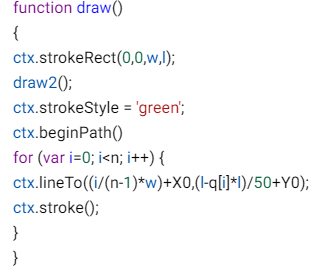 function draw()
{
ctx.strokeRect(0,0,w,l);
draw2();
ctx.strokeStyle = 'green';
ctx.beginPath()
for (var i=0; i<n; i++) {
ctx.lineTo((i/(n-1)*w)+X0,(l-q[i]*l)/50+Y0);
ctx.stroke();
}
}